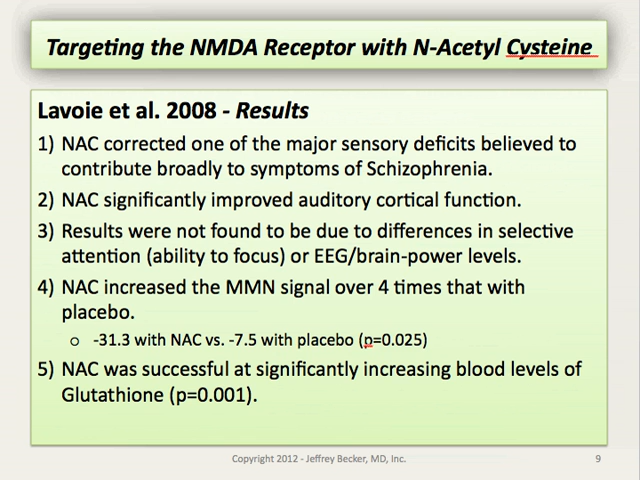 Targeting the NMDA Receptor with N-Acetyl Cysteine
Lavoie et al. 2008 - Results
1) NAC corrected one of the major sensory deficits believed to
contribute broadly to symptoms of Schizophrenia.
2) NAC significantly improved auditory cortical function.
3) Results were not found to be due to differences in selective
attention (ability to focus) or EEG/brain-power levels.
4) NAC increased the MMN signal over 4 times that with
placebo.
o -31.3 with NAC vs. -7.5 with placebo (p=0.025)
5) NAC was successful at significantly increasing blood levels of
Glutathione (p=0.001).
Copyright 2012 - Jeffrey Becker, MD, Inc.
9